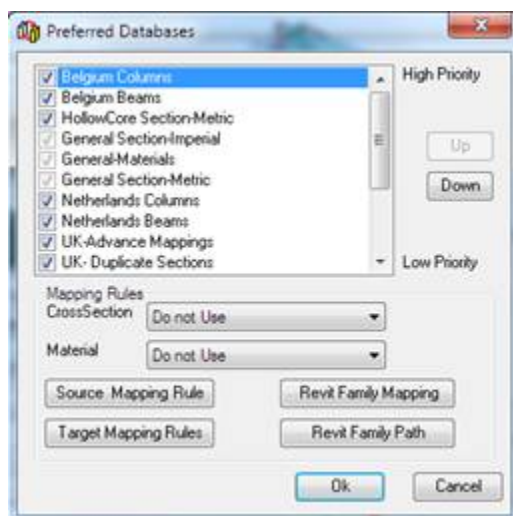 Preferred Databases
Belgium Columns
High Priority
Belgium Beams
HollowCore Section-Metric
General Section-Imperial
Up
General-Materials
General Section-Metric
Down
Netherlands Columns
Netherlands Beams
UK-Advance Mappings
UK- Duplicate Sections
Low Priority
Mapping Rules
CrossSection
Do not Use
Material
Do not Use
Source Mapping Rule
Revit Family Mapping
Target Mapping Rules
Revit Family Path
Ok
Cancel